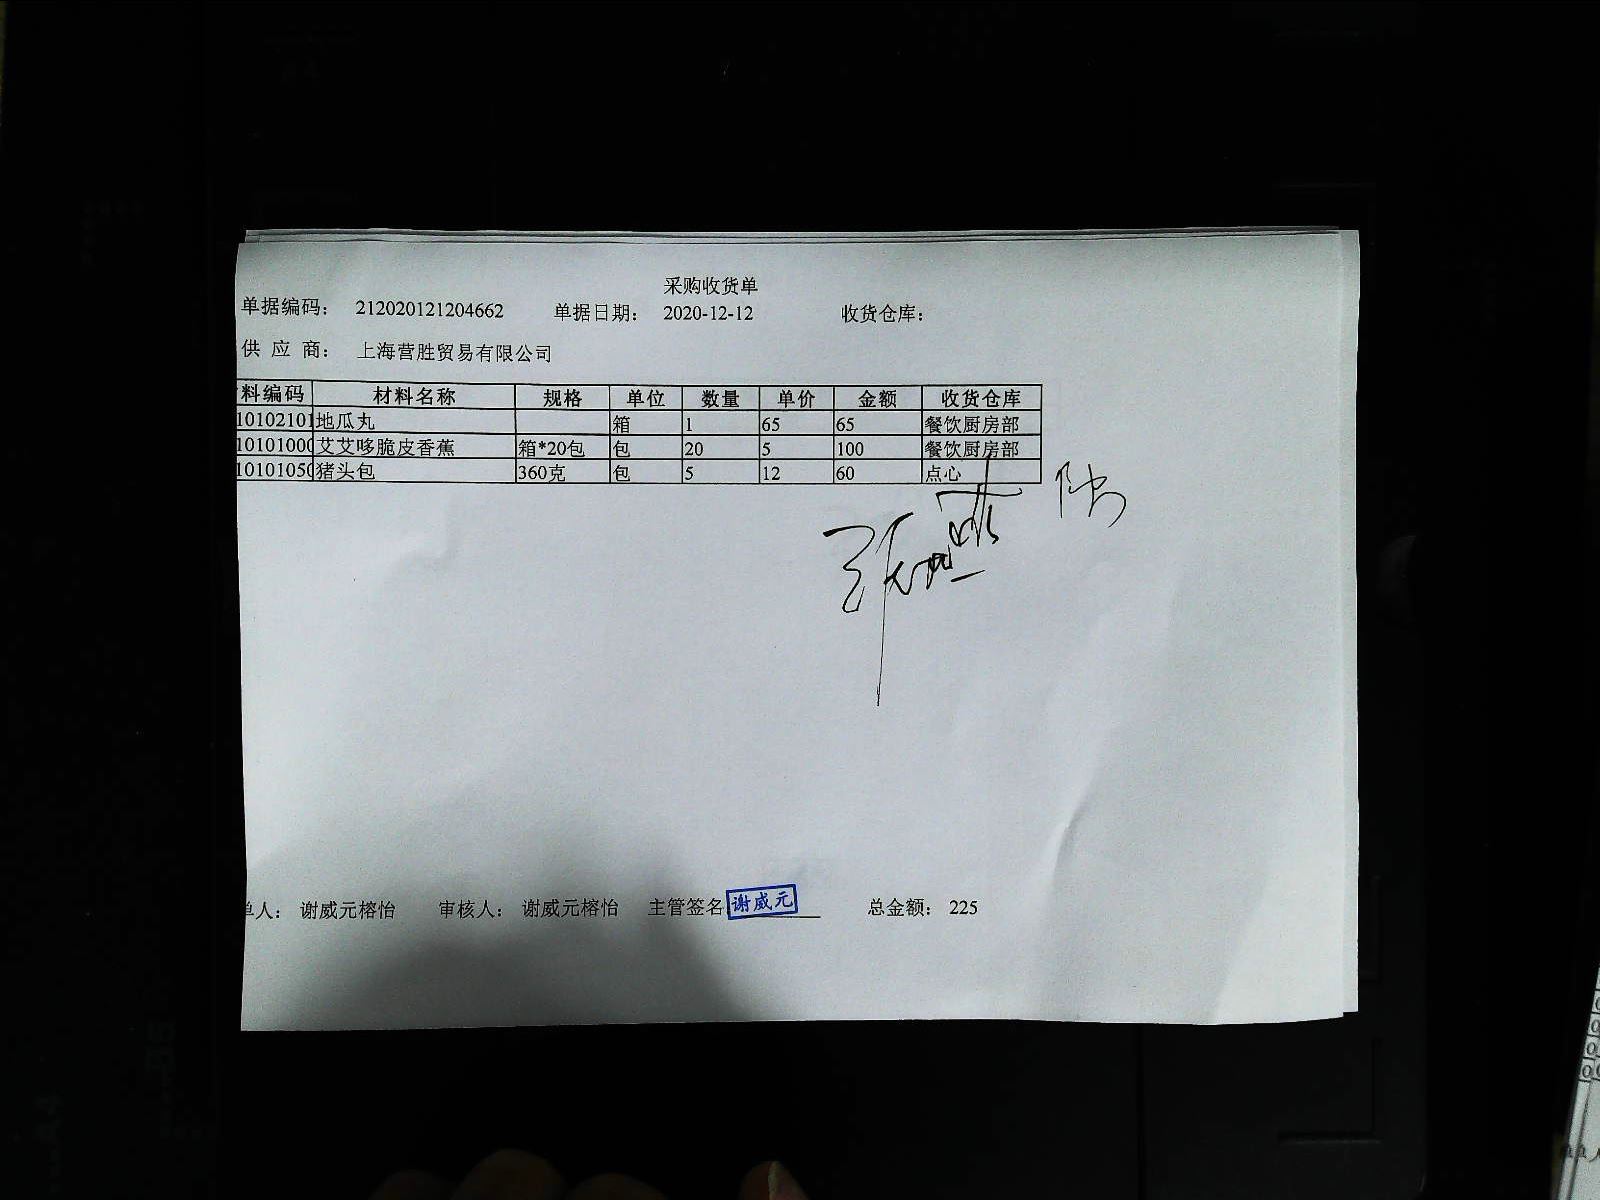 采购收货单
单据编码： 212020121204662 单据日期： 2020-12-12 收货仓库：
供 应 商： 上海营胜贸易有限公司
料编码 材料名称 规格 单位 数量 单价 金额 收货仓库
10102101 地瓜丸 箱 1 65 65 餐饮厨房部
10101000 艾艾哆脆皮香蕉 箱*20包 包 20 5 100 餐饮厨房部
10101050 猪头包 360克 包 5 12 60 点心
单人： 谢威元榕怡 审核人： 谢威元榕怡 主管签名 谢威元 总金额： 225